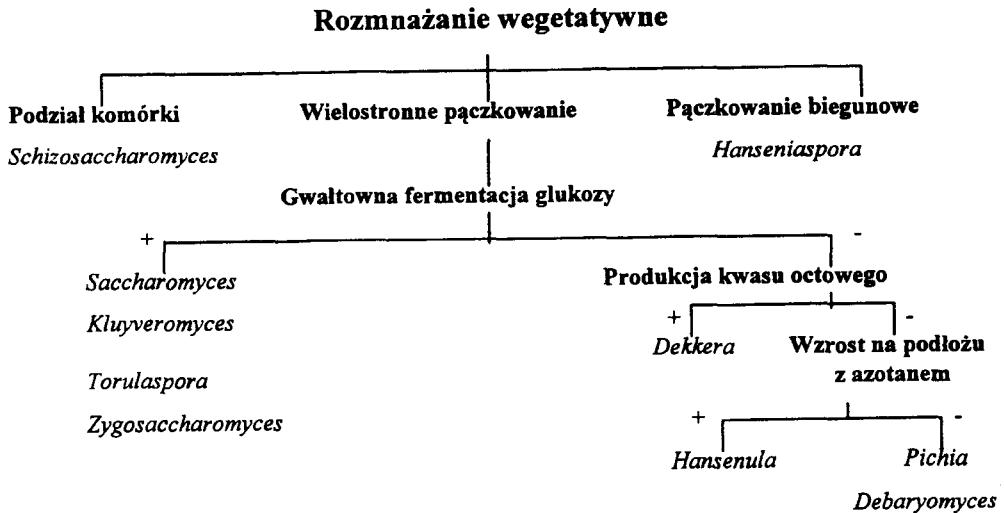 Rozmnażanie wegetatywne
Podział komórki
Wielostronne pączkowanie
Pączkowanie biegunowe
Schizosaccharomyces
Hanseniaspora
Gwałtowna fermentacja glukozy
+
-
Saccharomyces
Produkcja kwasu octowego
Kluyveromyces
+
-
Dekkera
Wzrost na podłożu
z azotanem
Torulaspora
Zygosaccharomyces
+
-
Hansenula
Pichia
Debaryomyces